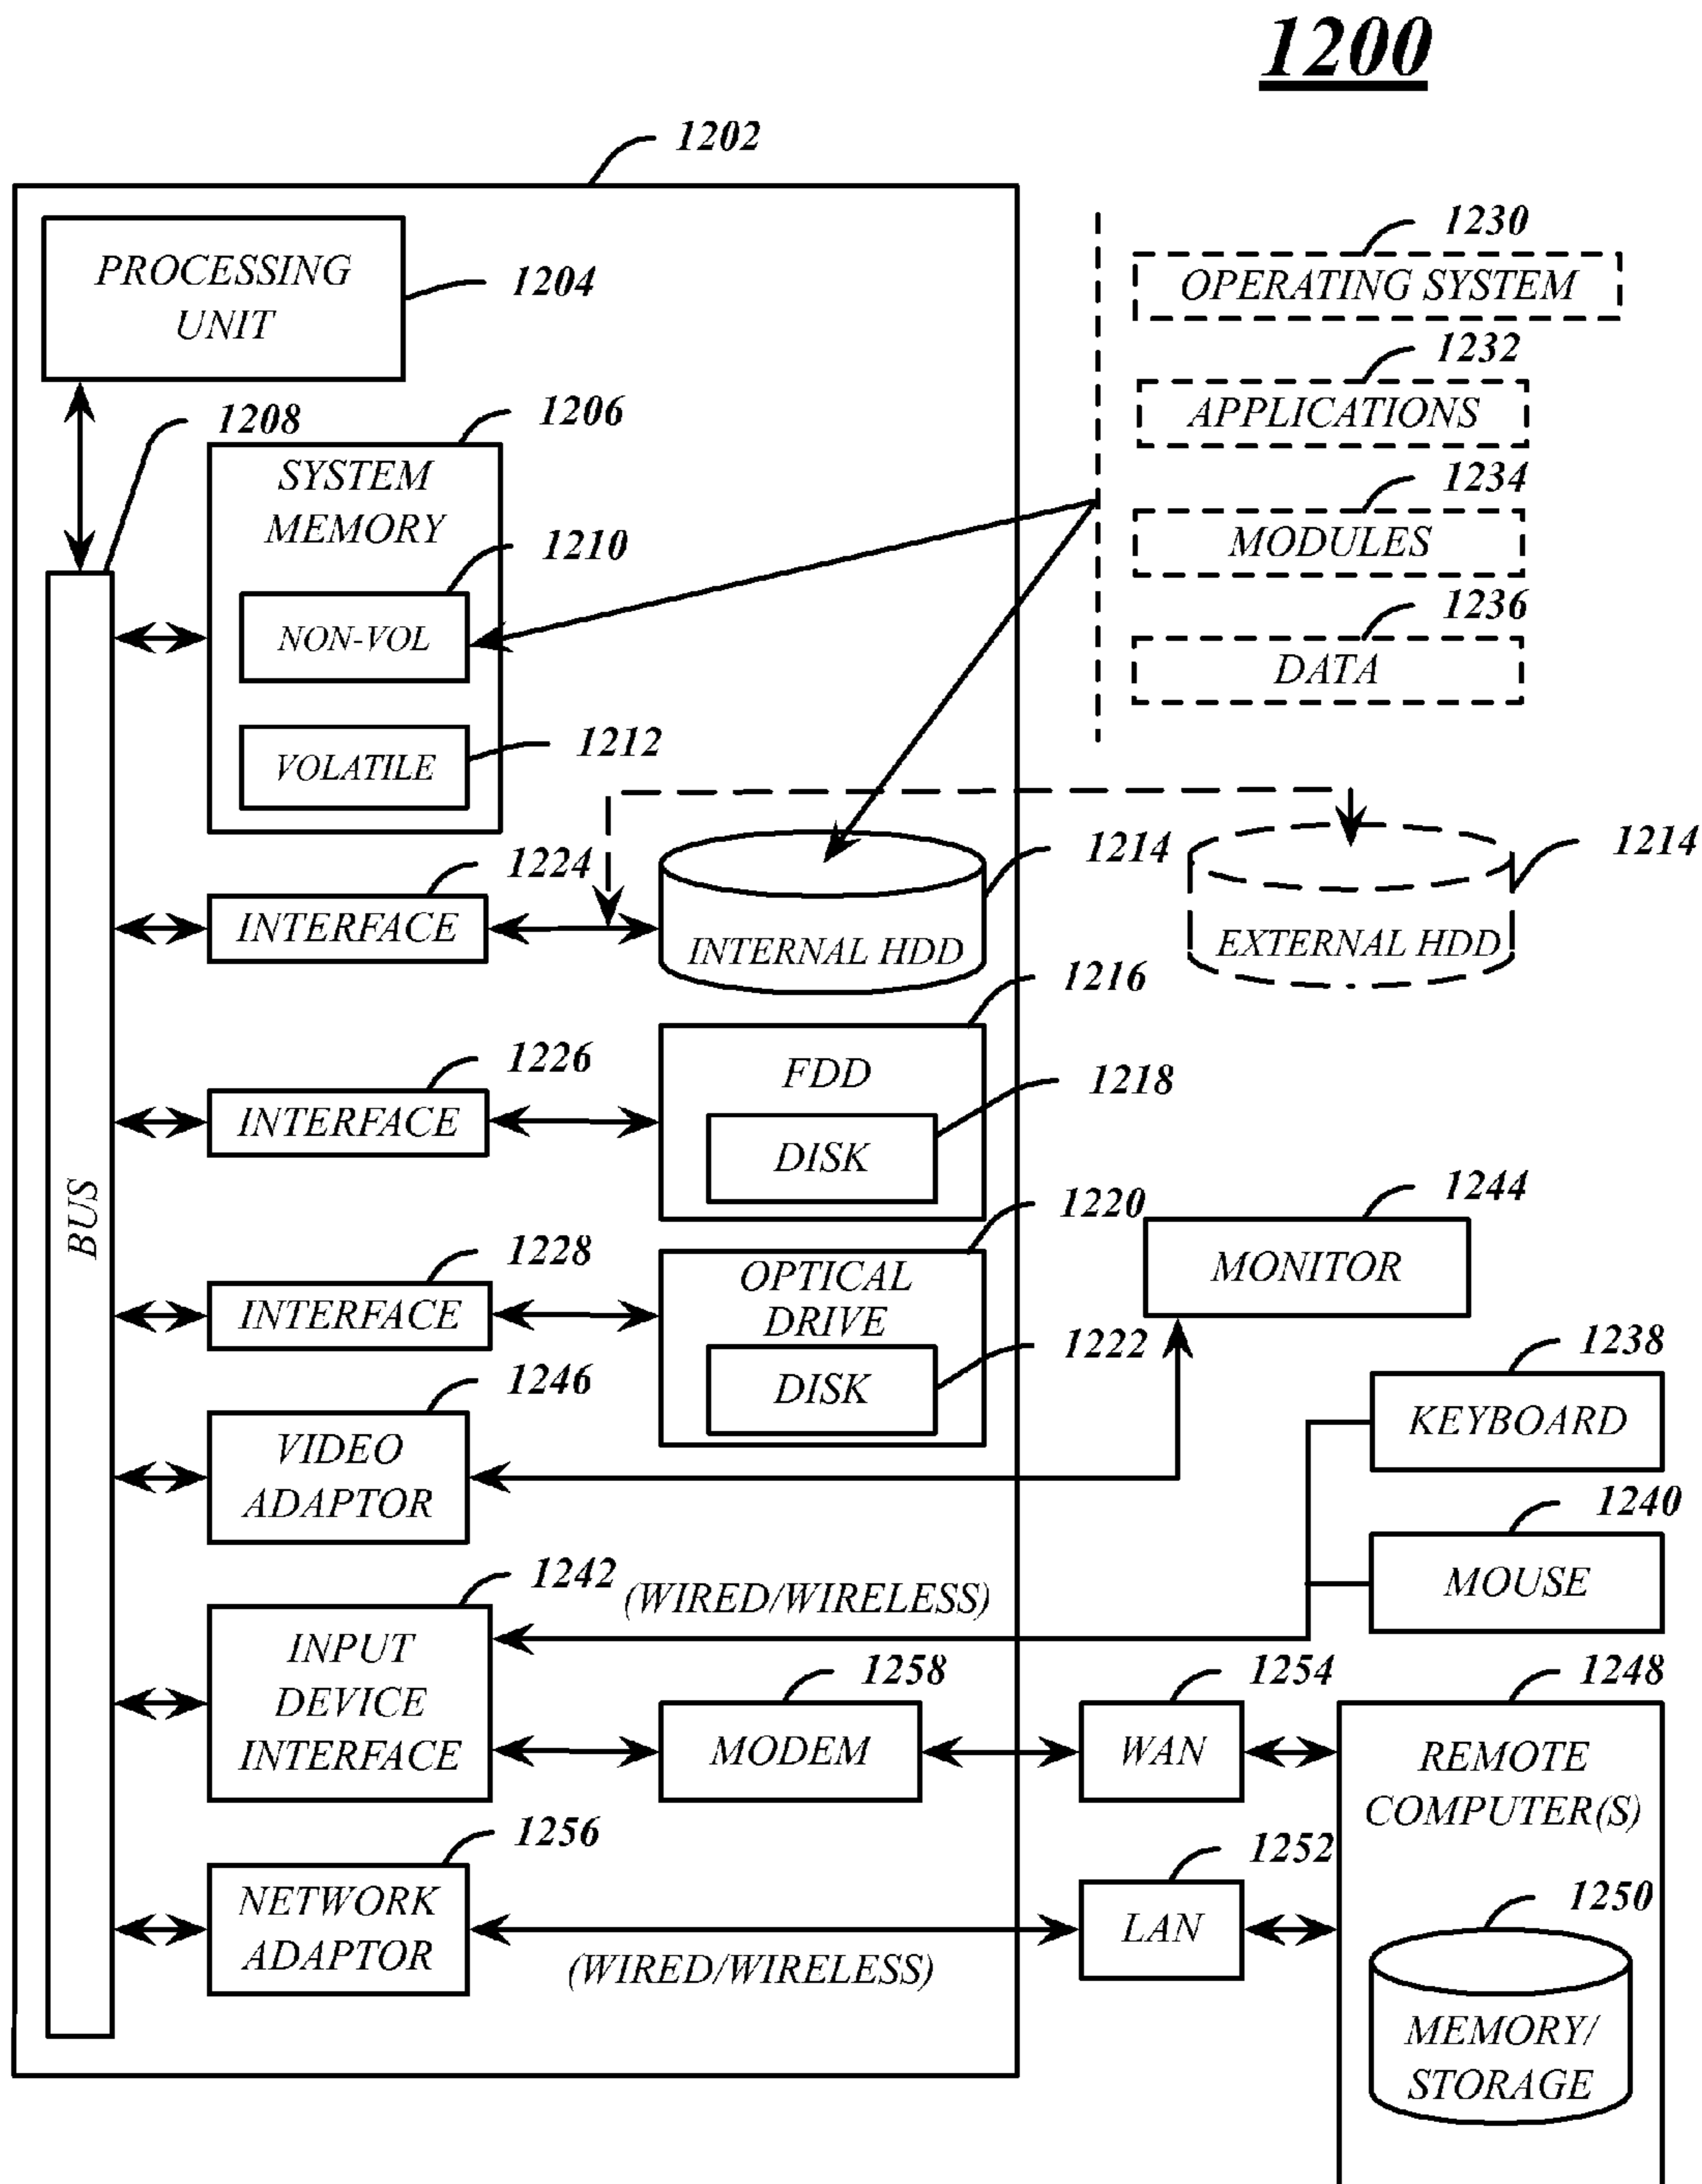 1200
1202
PROCESSING
UNIT
1204
1230
OPERATING SYSTEM
1232
APPLICATIONS
1234
MODULES
1236
DATA
1208
1206
SYSTEM
MEMORY
1210
NON-VOL
1212
VOLATILE
BUS
1224
INTERFACE
1214
INTERNAL HDD
1214
EXTERNAL HDD
1226
INTERFACE
1216
FDD
1218
DISK
1228
INTERFACE
1220
OPTICAL
DRIVE
1222
DISK
1244
MONITOR
1246
VIDEO
ADAPTOR
1238
KEYBOARD
1240
MOUSE
1242
(WIRED/WIRELESS)
INPUT
DEVICE
INTERFACE
1258
MODEM
1254
WAN
1248
REMOTE
COMPUTER(S)
1256
NETWORK
ADAPTOR
(WIRED/WIRELESS)
1252
LAN
1250
MEMORY/
STORAGE